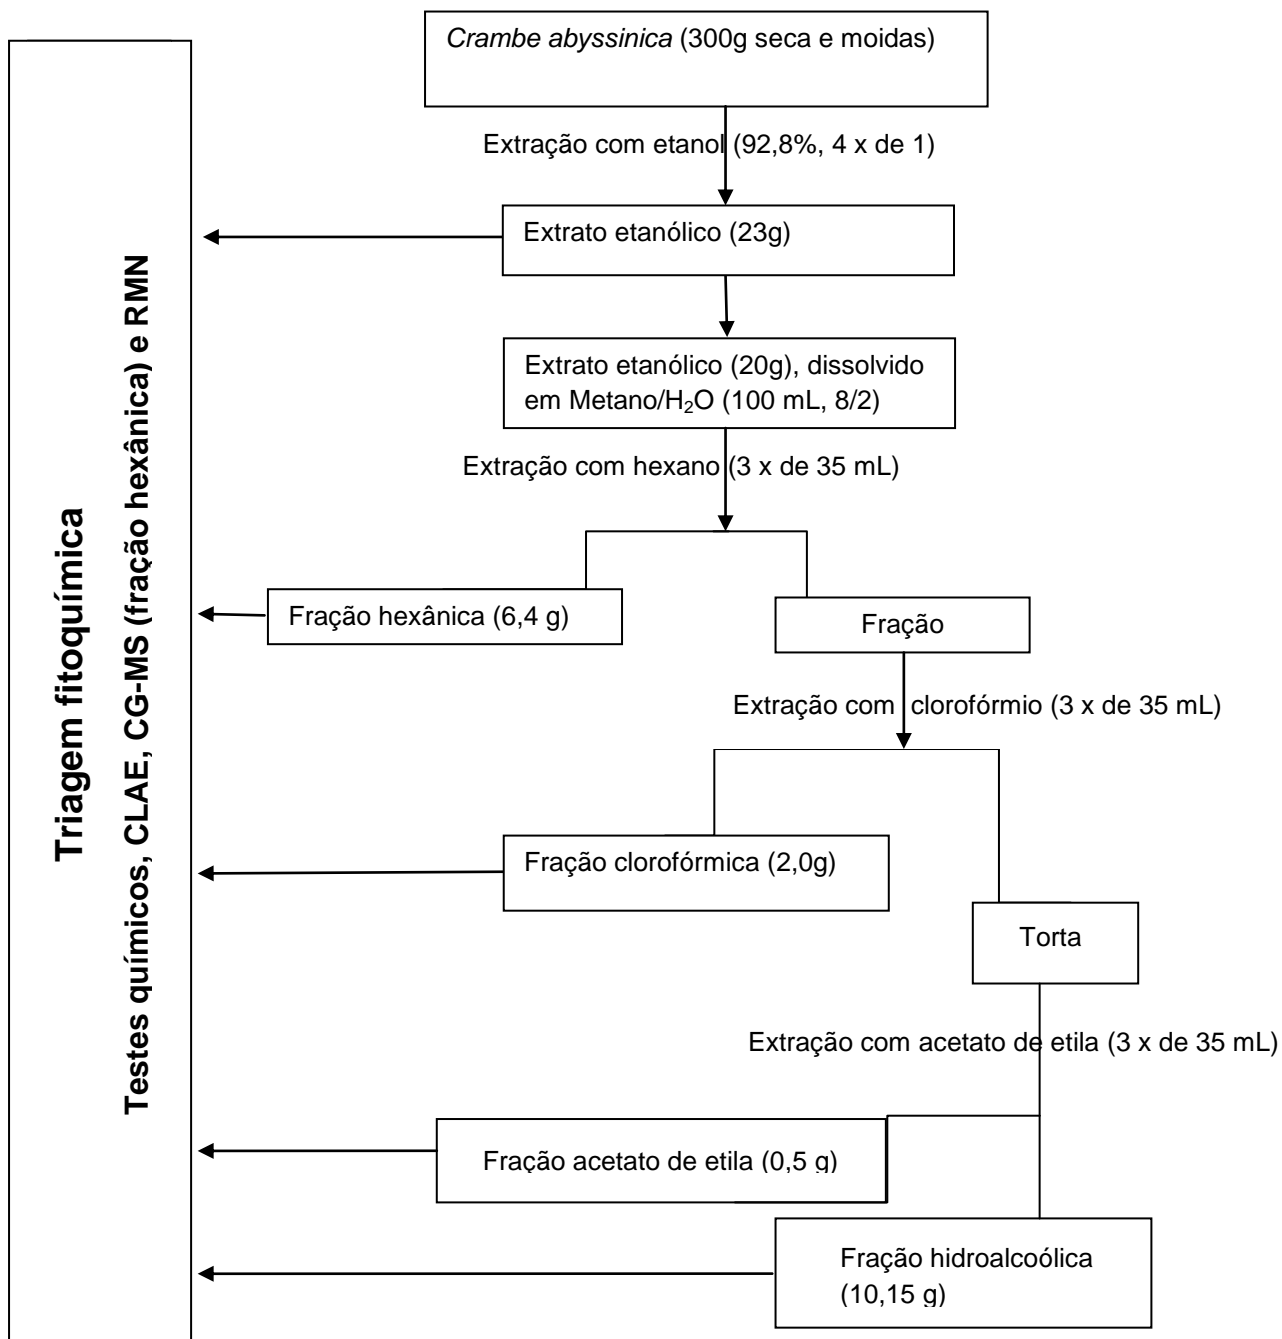 Crambe abyssinica (300g seca e moidas)
Extração com etanol (92,8%, 4 x de 1)
Extrato etanólico (23g)
Extrato etanólico (20g), dissolvido
em Metano/H₂O (100 mL, 8/2)
Extração com hexano (3 x de 35 mL)
Fração hexânica (6,4 g)
Fração
Extração com clorofórmio (3 x de 35 mL)
Fração clorofórmica (2,0g)
Torta
Extração com acetato de etila (3 x de 35 mL)
Fração acetato de etila (0,5 g)
Fração hidroalcoólica
(10,15 g)
Triagem fitoquímica
Testes químicos, CLAE, CG-MS (fração hexânica) e RMN